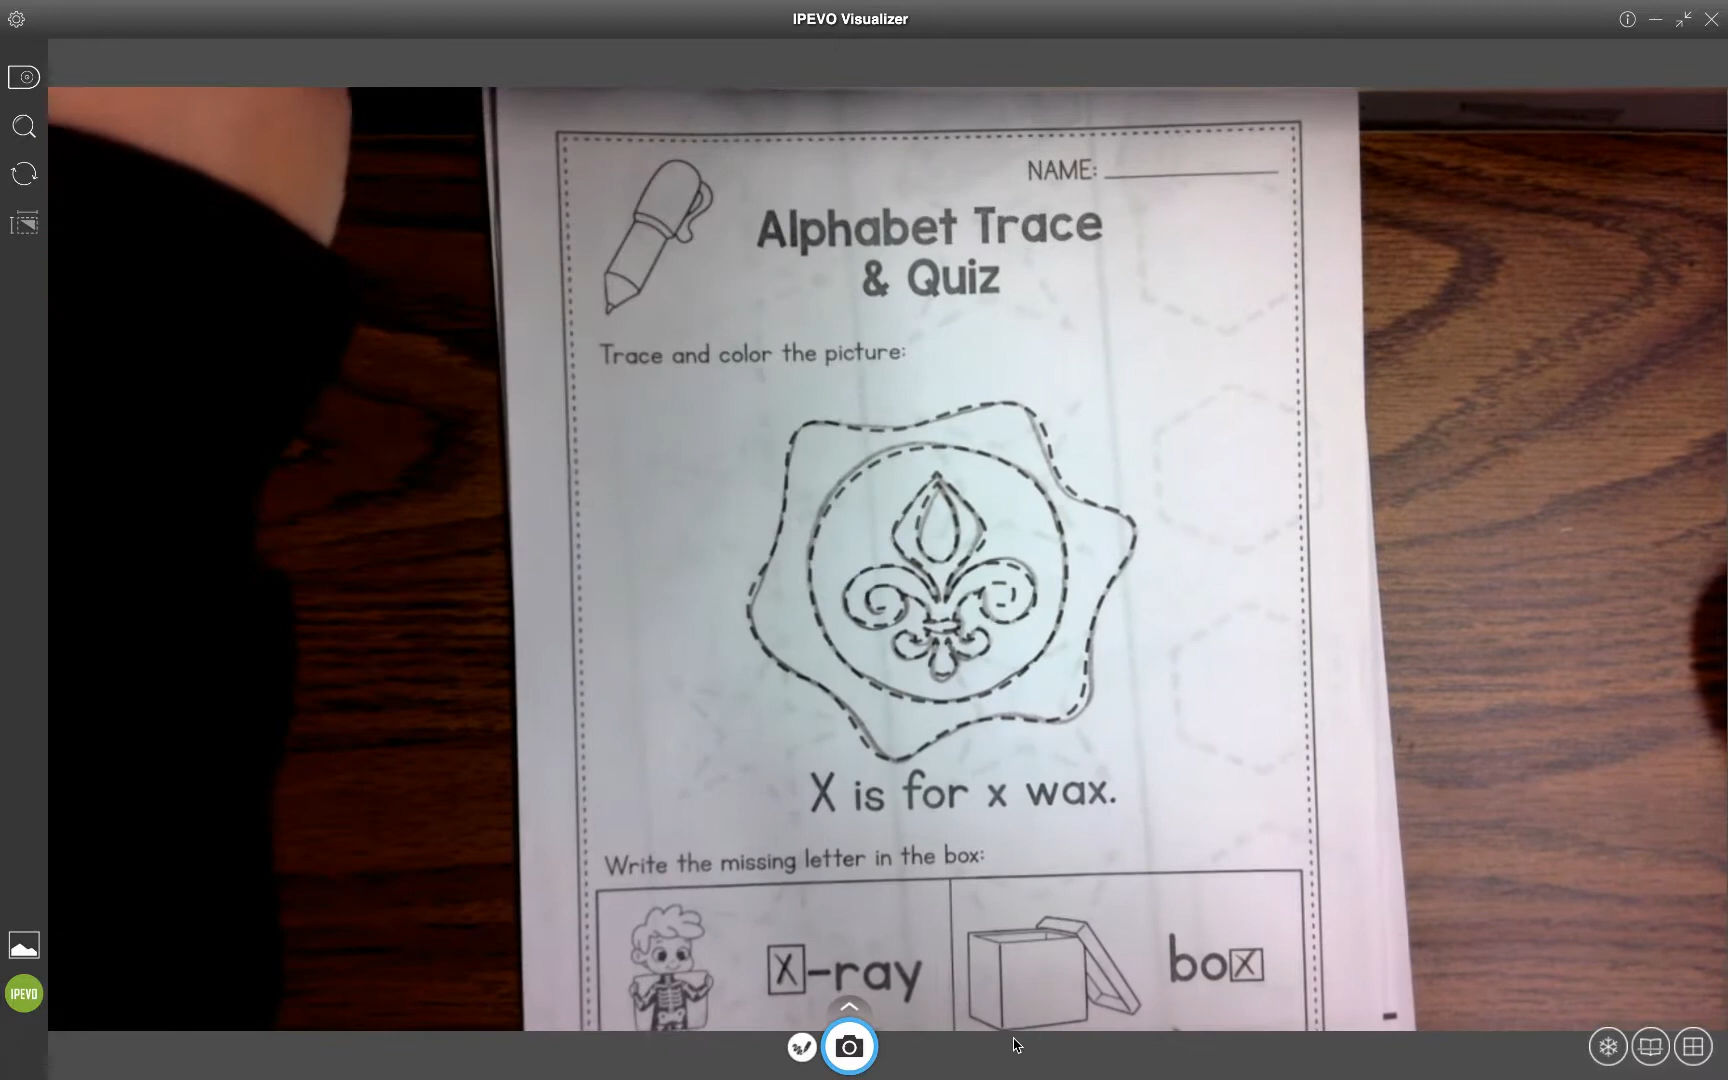 IPEVO Visualizer
NAME:
Alphabet Trace
& Quiz
Trace and color the picture:
X is for x wax.
Write the missing letter in the box:
X-ray
box
IPEVO